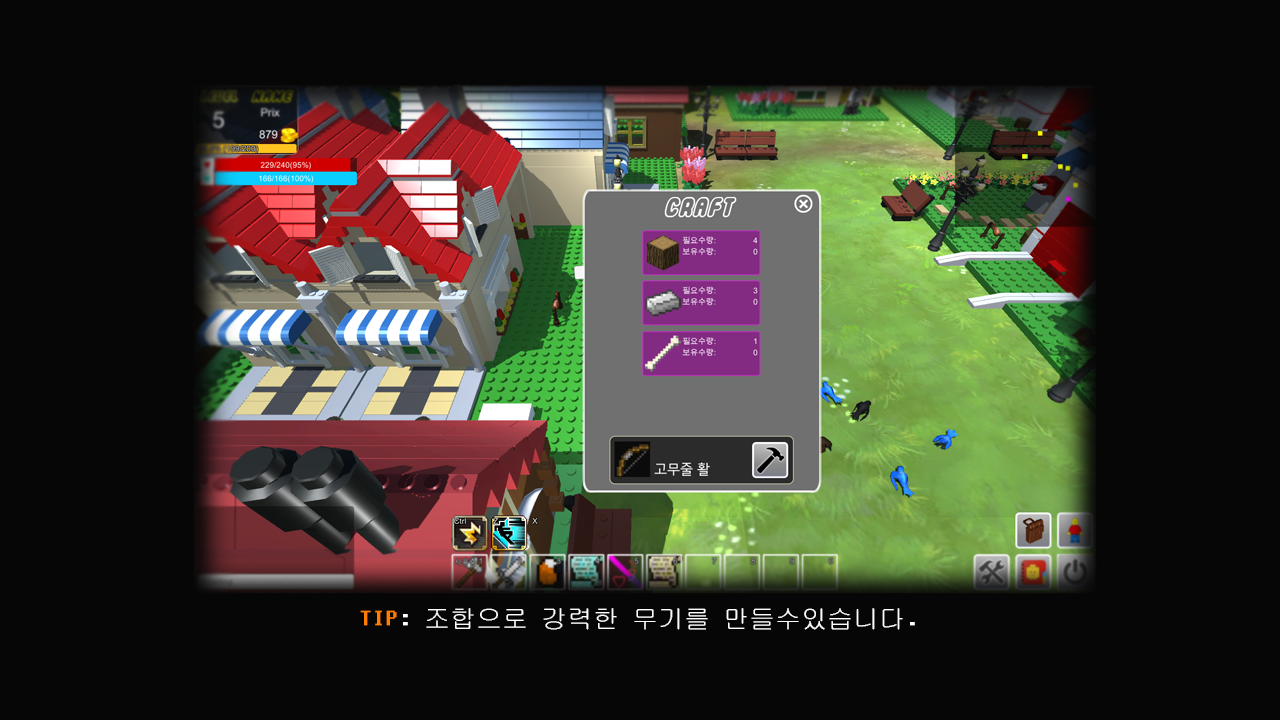 LEVEL NAME
5 Prix
879
229/240(95%)
166/166(100%)
CRAFT
필요수량: 4
보유수량: 0
필요수량: 3
보유수량: 0
필요수량: 1
보유수량: 0
고무줄 활
Ctrl
X
TIP: 조합으로 강력한 무기를 만들수있습니다.